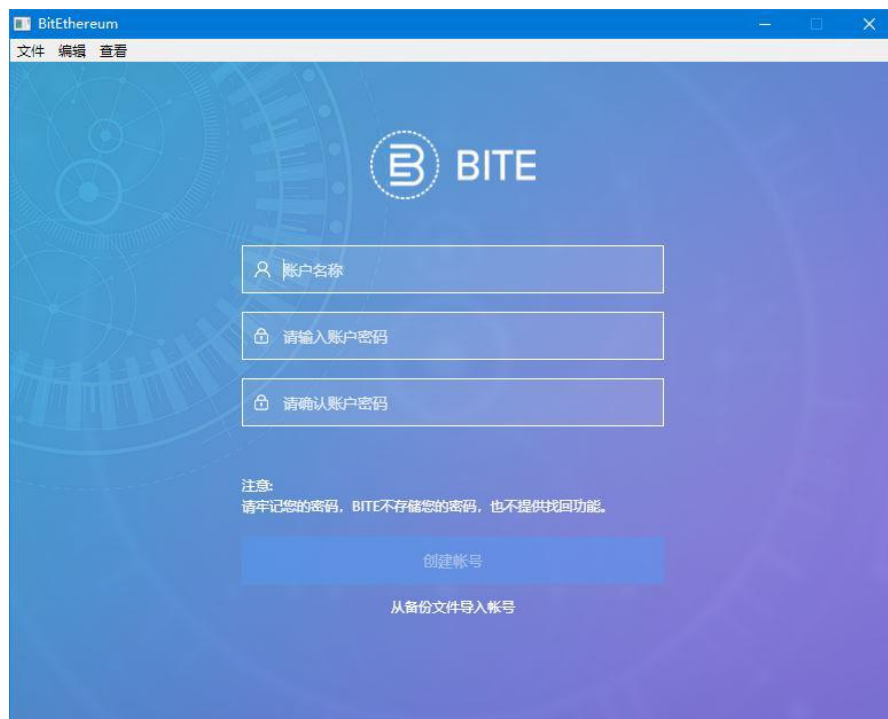 BitEthereum
文件 编辑 查看
BITE
账户名称
请输入账户密码
请确认账户密码
注意:
请牢记您的密码，BITE不存储您的密码，也不提供找回功能。
创建帐号
从备份文件导入帐号